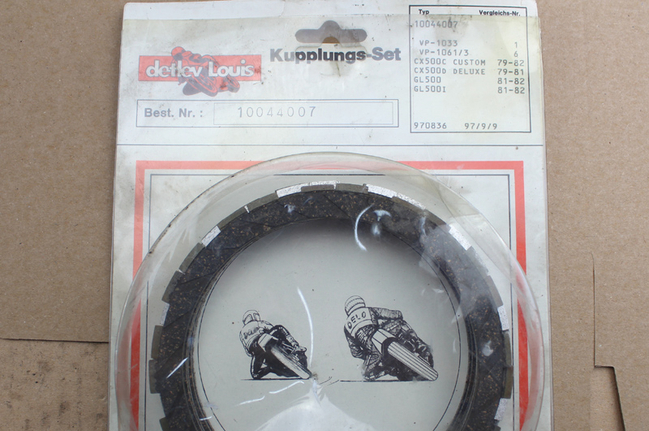 Kupplungs-Set
detlev Louis
Best. Nr.: 10044007
Typ Vergleichs-Nr.
10044007
VP-1033 1
VP-1061/3 6
CX500C CUSTOM 79-82
CX500D DELUXE 79-81
GL500 81-82
GL500I 81-82
970836 97/9/9
DELO